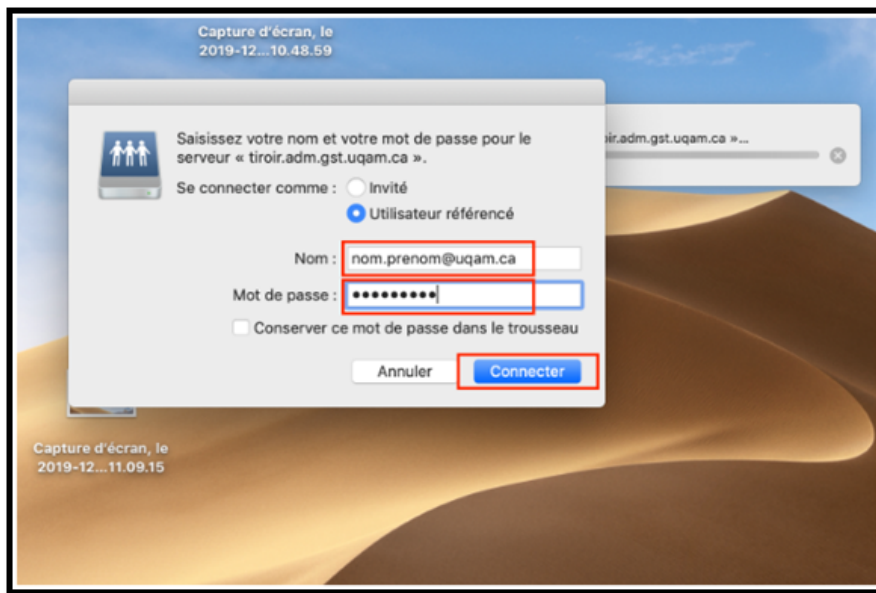 Capture d'écran, le
2019-12...10.48.59
Saisissez votre nom et votre mot de passe pour le
serveur « tiroir.adm.gst.uqam.ca ».
ir.adm.gst.uqam.ca »...
Se connecter comme :
Invité
Utilisateur référencé
Nom :
nom.prenom@uqam.ca
Mot de passe :
•••••••••
Conserver ce mot de passe dans le trousseau
Annuler
Connecter
Capture d'écran, le
2019-12...11.09.15